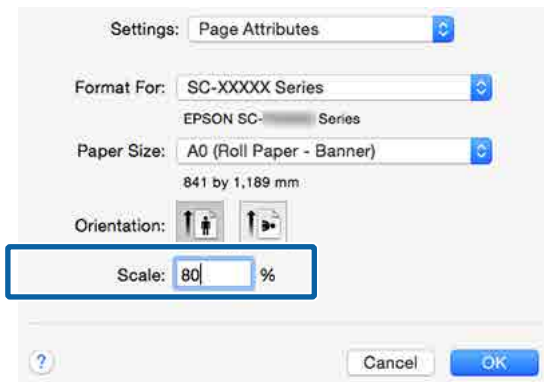 Settings: Page Attributes
Format For: SC-XXXXX Series
EPSON SC- Series
Paper Size: A0 (Roll Paper - Banner)
841 by 1,189 mm
Orientation:
Scale: 80 %
? Cancel OK